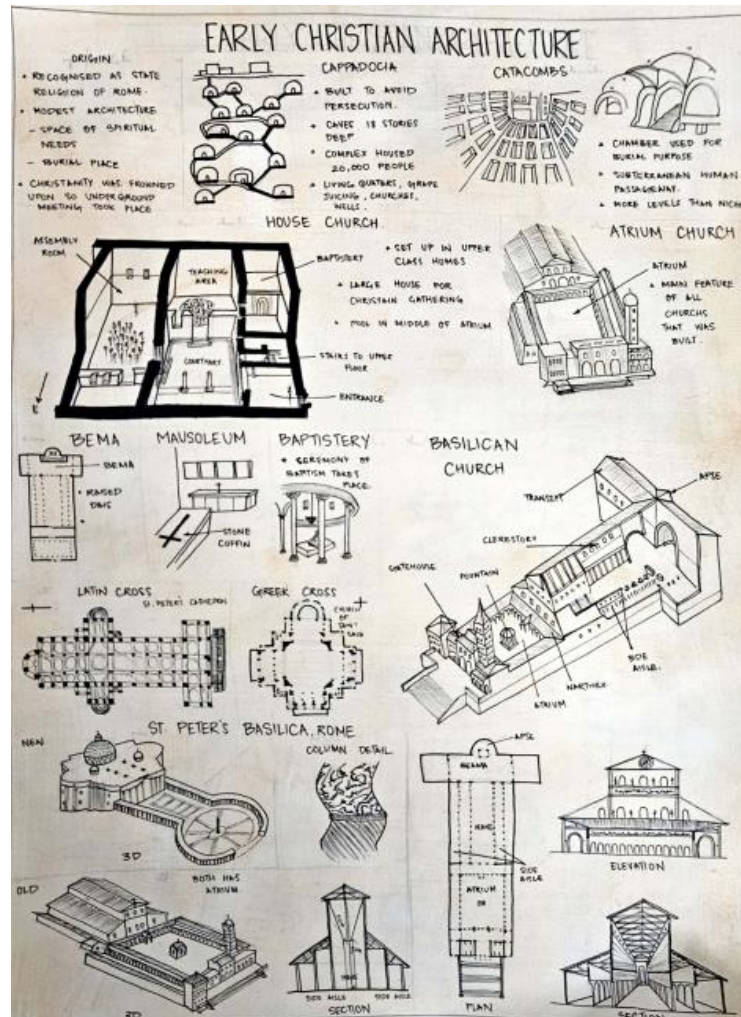 EARLY CHRISTIAN ARCHITECTURE
ORIGIN
• RECOGNISED AS STATE
RELIGION OF ROME.
• MODEST ARCHITECTURE
- SPACE OF SPIRITUAL
NEEDS
- BURIAL PLACE
• CHRISTIANITY WAS FROWNED
UPON SO UNDERGROUND
MEETING TOOK PLACE
CAPPADOCIA
• BUILT TO AVOID
PERSECUTION.
• CAVES 18 STORIES
DEEP
• COMPLEX HOUSED
20,000 PEOPLE
• LIVING QUATERS, GRAPE
JUICING, CHURCHES,
WELLS.
CATACOMBS
• CHAMBER USED FOR
BURIAL PURPOSE
• SUBTERRANEAN HUMAN
PASSAGEWAY.
• MORE LEVELS THAN NICH
HOUSE CHURCH
ASSEMBLY
ROOM
TEACHING
AREA
COURTYARD
BAPTISTERY
STAIRS TO UPPER
FLOOR
ENTRANCE
• SET UP IN UPPER
CLASS HOMES
• LARGE HOUSE FOR
CHRISTAIN GATHERING
• POOL IN MIDDLE OF ATRIUM
ATRIUM CHURCH
ATRIUM
• MAIN FEATURE
OF ALL
CHURCHS
THAT WAS
BUILT.
BEMA
BEMA
• RAISED
DAIS
MAUSOLEUM
STONE
COFFIN
BAPTISTERY
• CEREMONY OF
BAPTISM TAKES
PLACE.
BASILICAN
CHURCH
TRANSEPT
APSE
CLERESTORY
GATEHOUSE
FOUNTAIN
SIDE
AISLE
NARTHEX
ATRIUM
LATIN CROSS
ST. PETER'S CATHEDRAL
GREEK CROSS
CHURCH
OF
ST. PETER'S BASILICA, ROME
NEW
3D
COLUMN DETAIL
APSE
BEAMA
NAVE
SIDE
AISLE
ATRIUM
OR
PLAN
ELEVATION
OLD
BOTH HAS
ATRIUM
3D
NAVE
SIDE AISLE SIDE AISLE
SECTION
SECTION